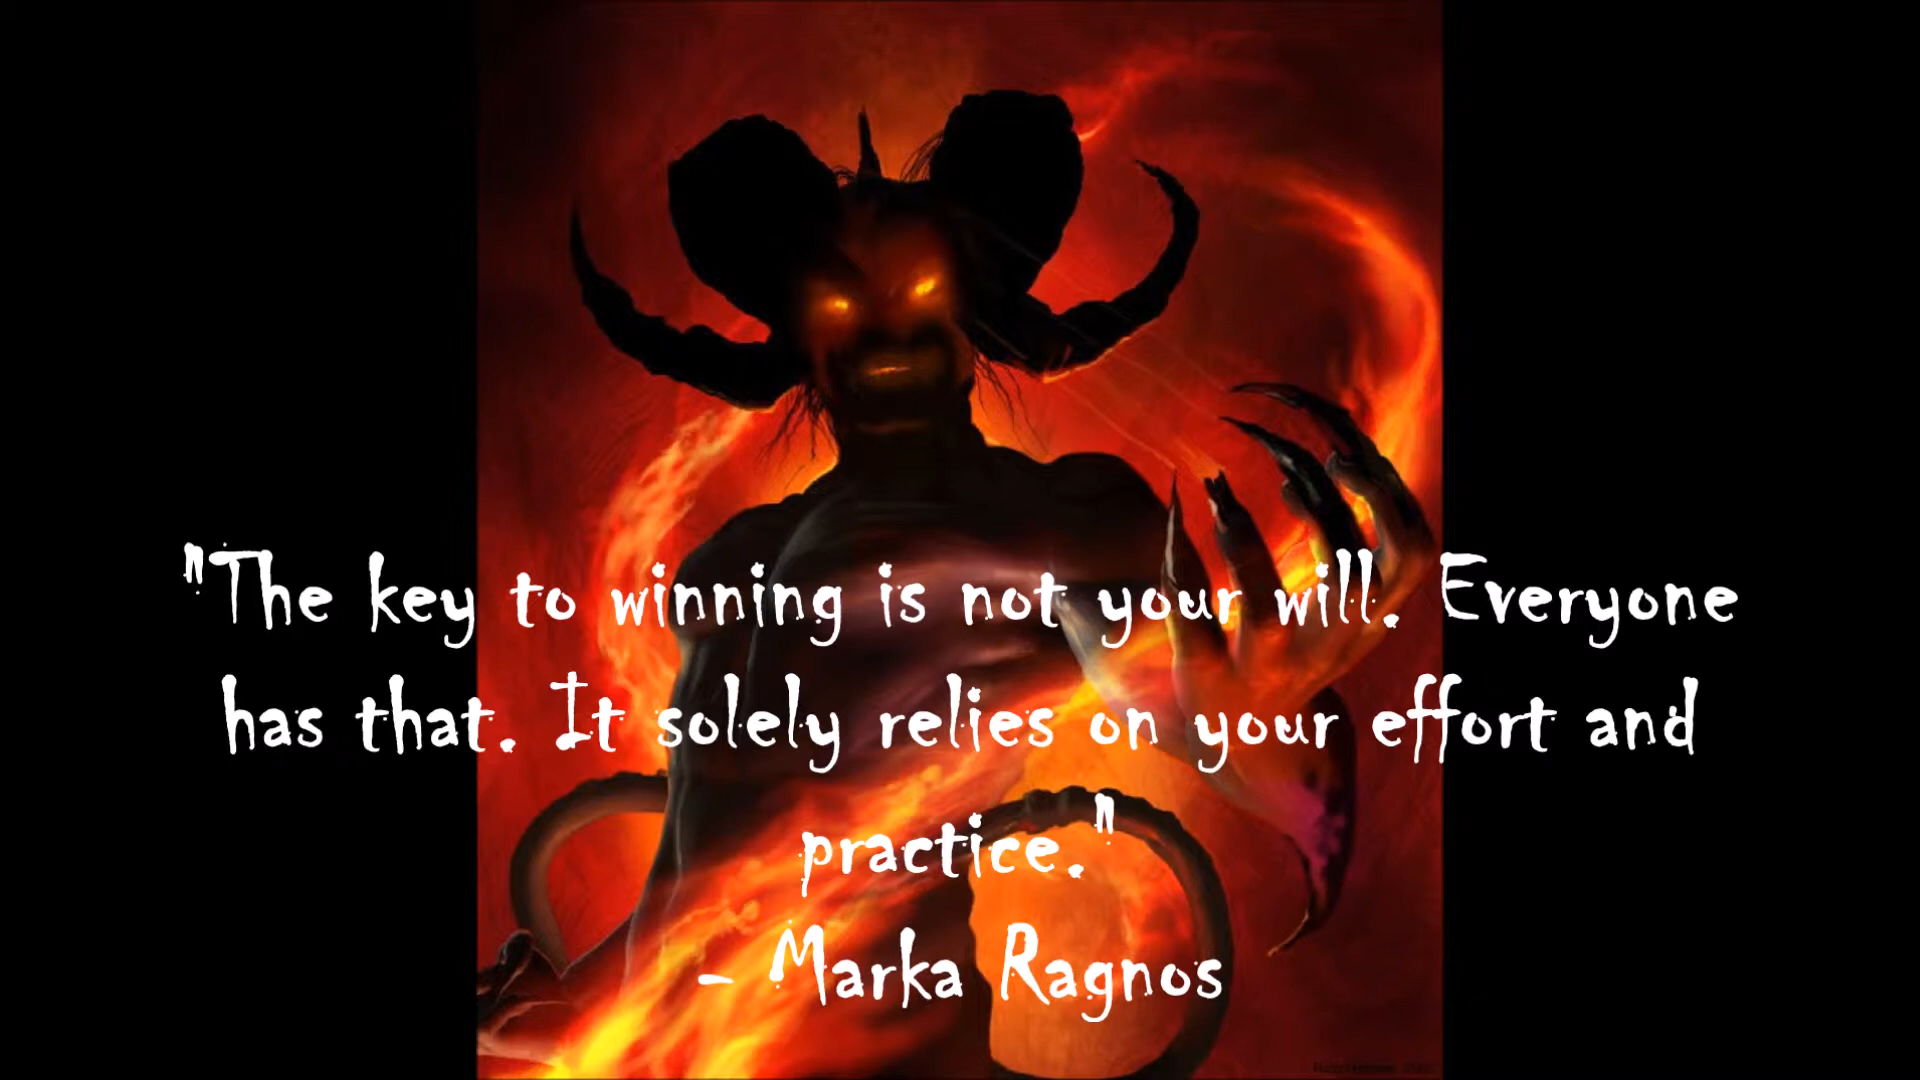 "The key to winning is not your will. Everyone
has that. It solely relies on your effort and
practice."
- Marka Ragnos